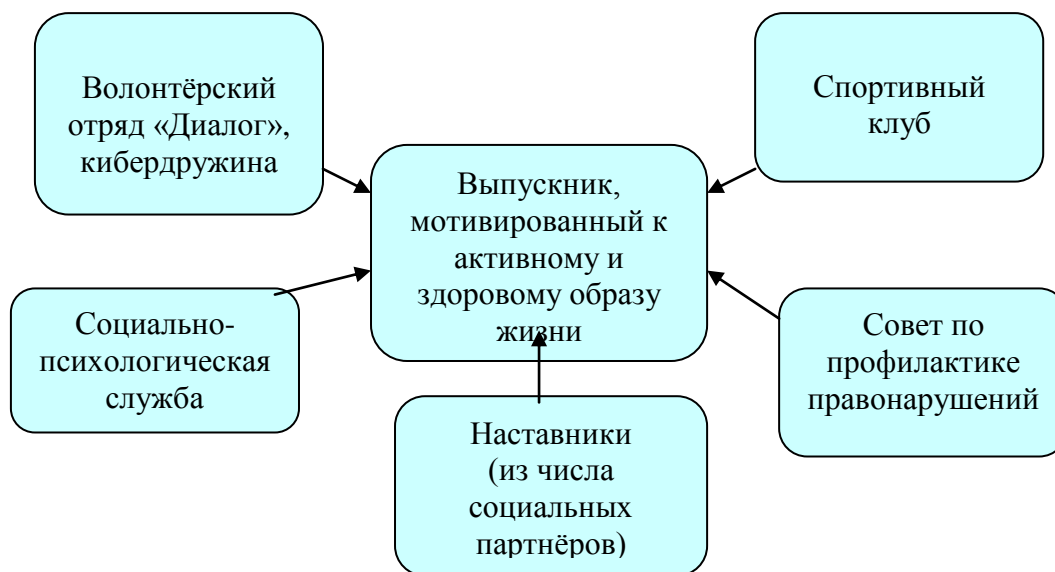 Волонтёрский
отряд «Диалог»,
кибердружина
Спортивный
клуб
Выпускник,
мотивированный к
активному и
здоровому образу
жизни
Социально-
психологическая
служба
Совет по
профилактике
правонарушений
Наставники
(из числа
социальных
партнёров)